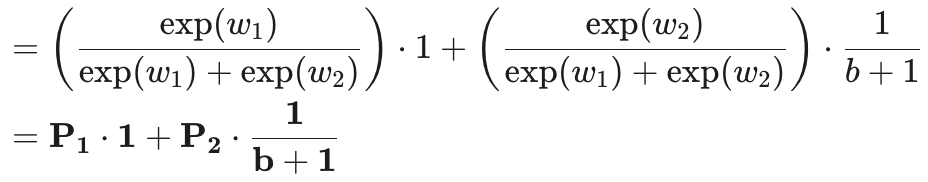 = (exp(w₁) / (exp(w₁) + exp(w₂))) · 1 + (exp(w₂) / (exp(w₁) + exp(w₂))) · 1 / (b + 1)
= P₁ · 1 + P₂ · 1 / (b + 1)